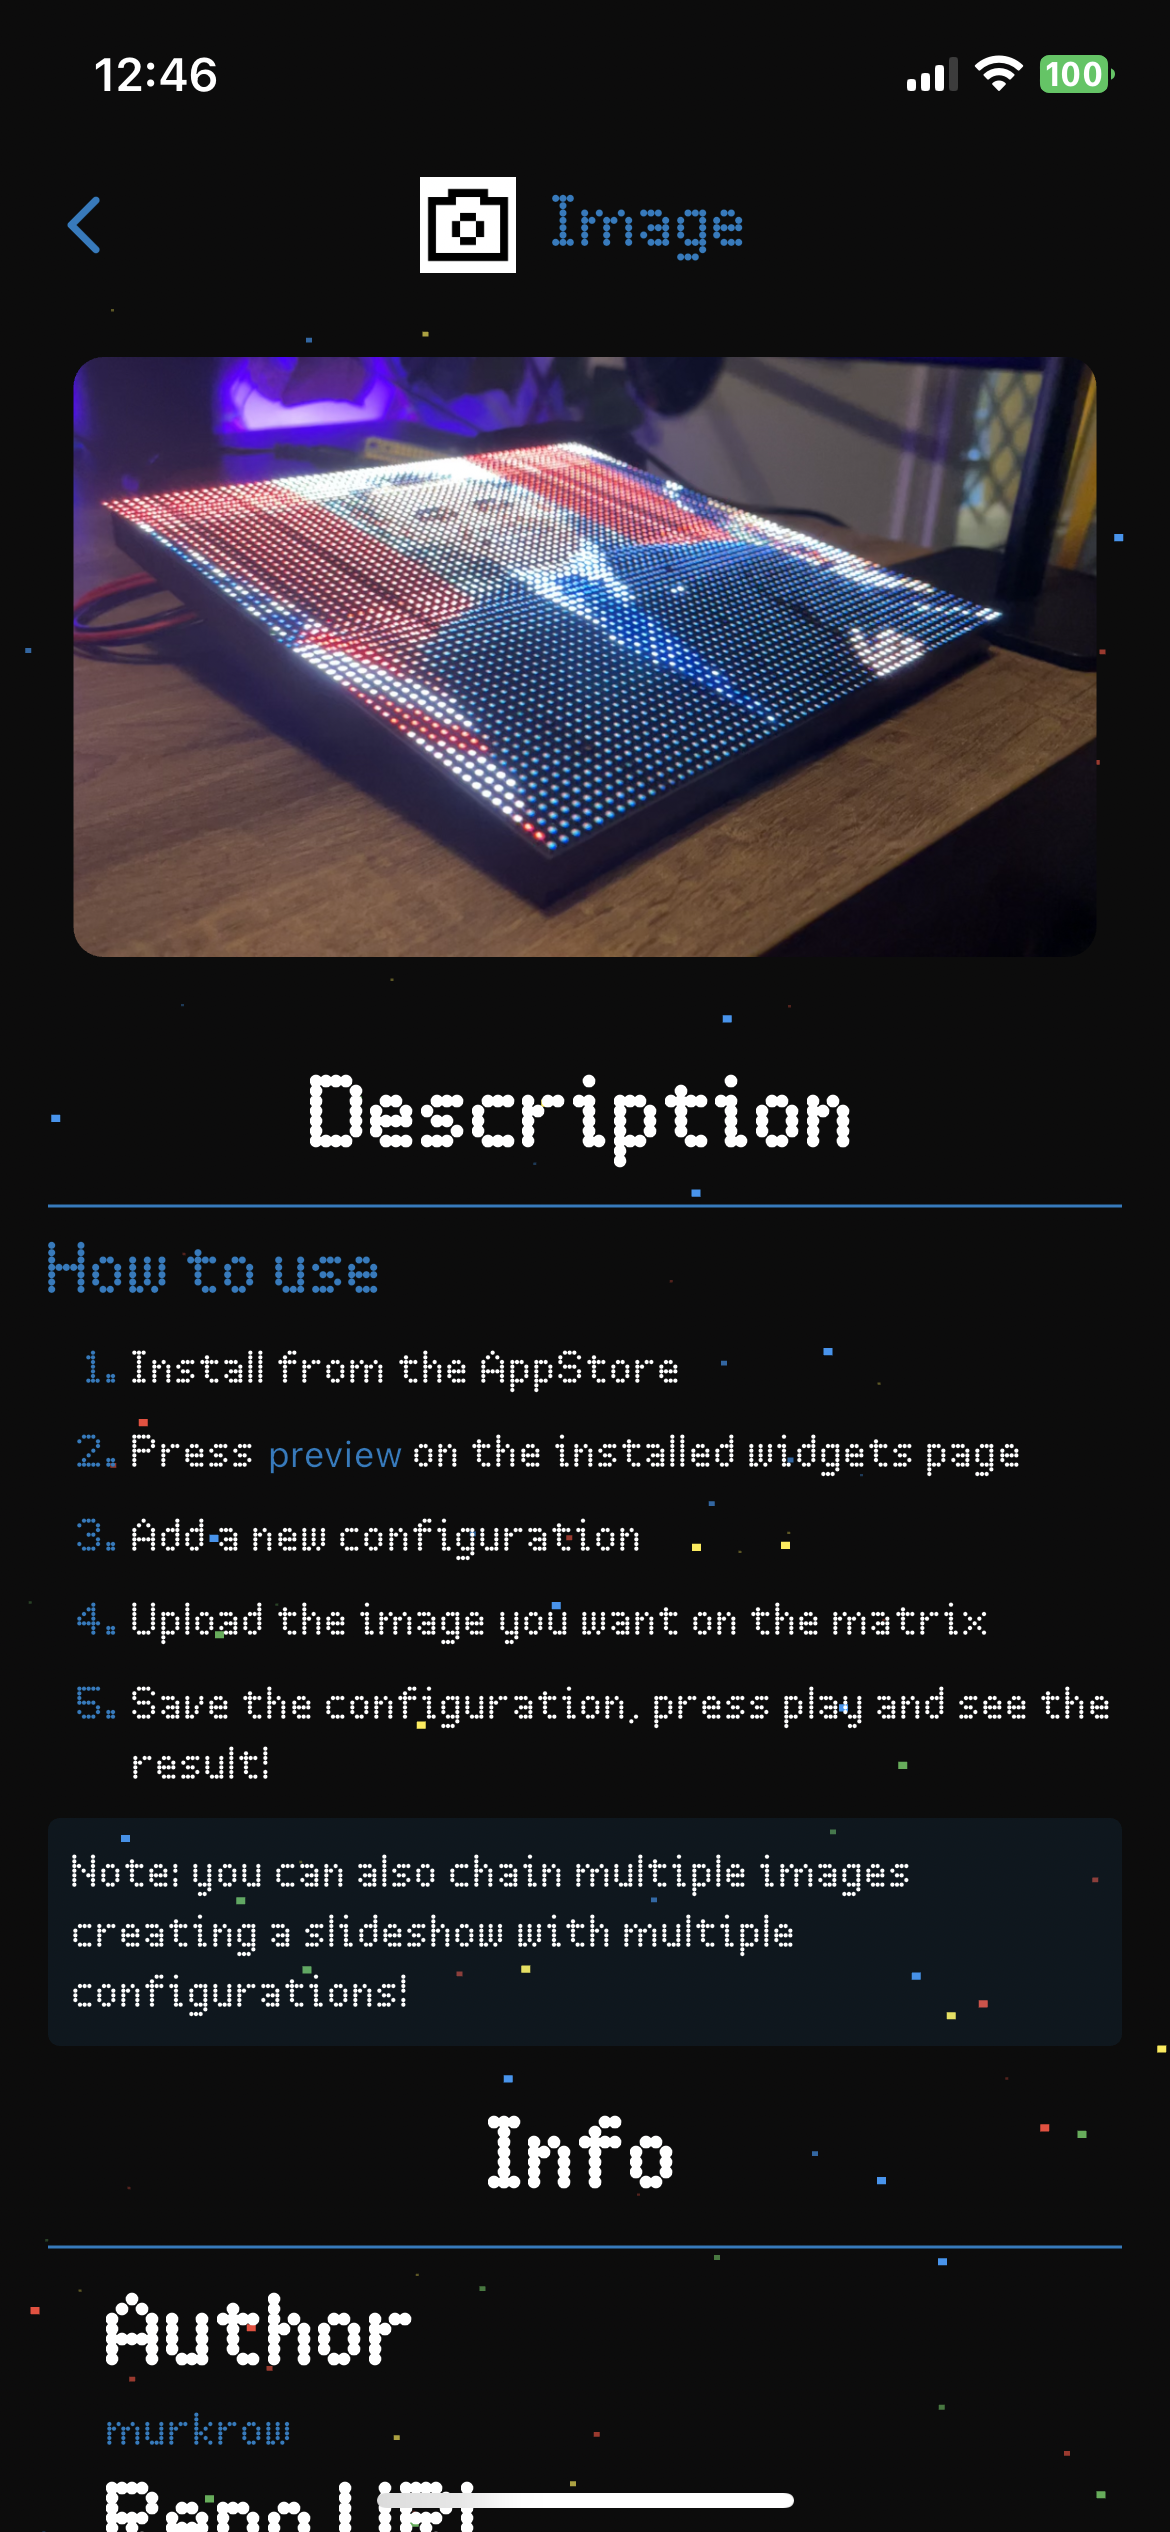 12:46
100
Image
Description
How to use
1. Install from the AppStore
2. Press preview on the installed widgets page
3. Add a new configuration
4. Upload the image you want on the matrix
5. Save the configuration, press play and see the
result!
Note: you can also chain multiple images
creating a slideshow with multiple
configurations!
Info
Author
murkrow